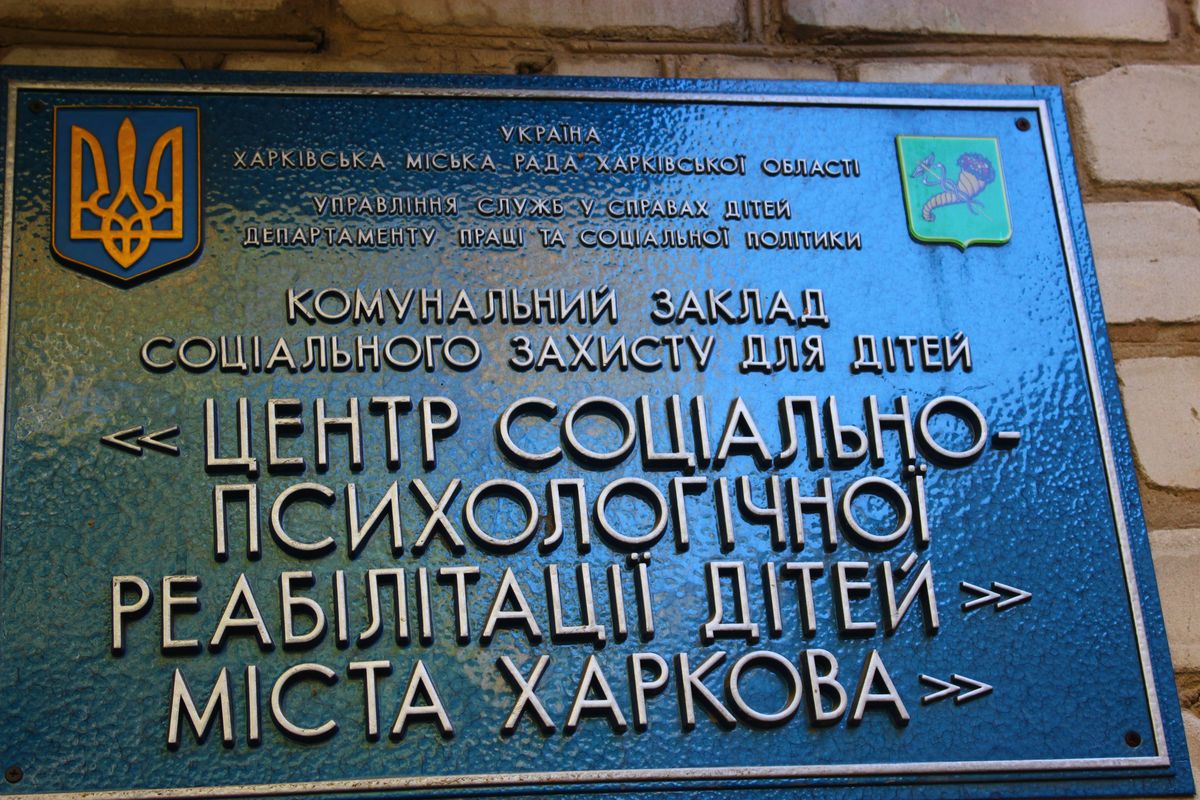 УКРАЇНА
ХАРКІВСЬКА МІСЬКА РАДА ХАРКІВСЬКОЇ ОБЛАСТІ
УПРАВЛІННЯ СЛУЖБ У СПРАВАХ ДІТЕЙ
ДЕПАРТАМЕНТУ ПРАЦІ ТА СОЦІАЛЬНОЇ ПОЛІТИКИ
КОМУНАЛЬНИЙ ЗАКЛАД
СОЦІАЛЬНОГО ЗАХИСТУ ДЛЯ ДІТЕЙ
«ЦЕНТР СОЦІАЛЬНО-
ПСИХОЛОГІЧНОЇ
РЕАБІЛІТАЦІЇ ДІТЕЙ»
МІСТА ХАРКОВА»